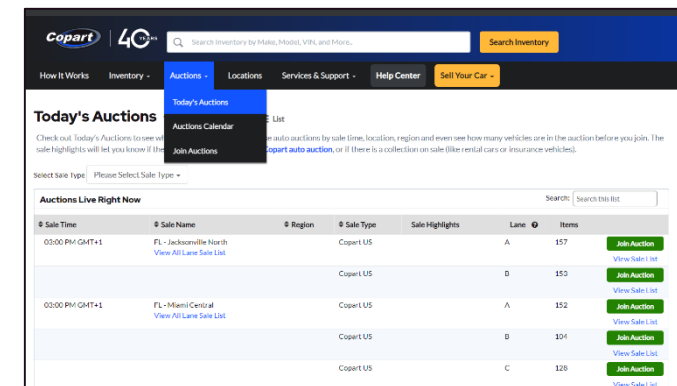 Copart 40 YEARS
Search Inventory by Make, Model, VIN, and More..
Search Inventory
How It Works Inventory Auctions Locations Services & Support Help Center Sell Your Car
Today's Auctions
Auctions Calendar
Join Auctions
Today's Auctions List
Check out Today's Auctions to see wh e auto auctions by sale time, location, region and even see how many vehicles are in the auction before you join. The
sale highlights will let you know if the Copart auto auction, or if there is a collection on sale (like rental cars or insurance vehicles).
Select Sale Type Please Select Sale Type
Auctions Live Right Now Search: Search this list
Sale Time Sale Name Region Sale Type Sale Highlights Lane Items
03:00 PM GMT+1 FL - Jacksonville North Copart US A 157 Join Auction
View All Lane Sale List View Sale List
Copart US B 153 Join Auction
View Sale List
03:00 PM GMT+1 FL - Miami Central Copart US A 152 Join Auction
View All Lane Sale List View Sale List
Copart US B 104 Join Auction
View Sale List
Copart US C 128 Join Auction
View Sale List